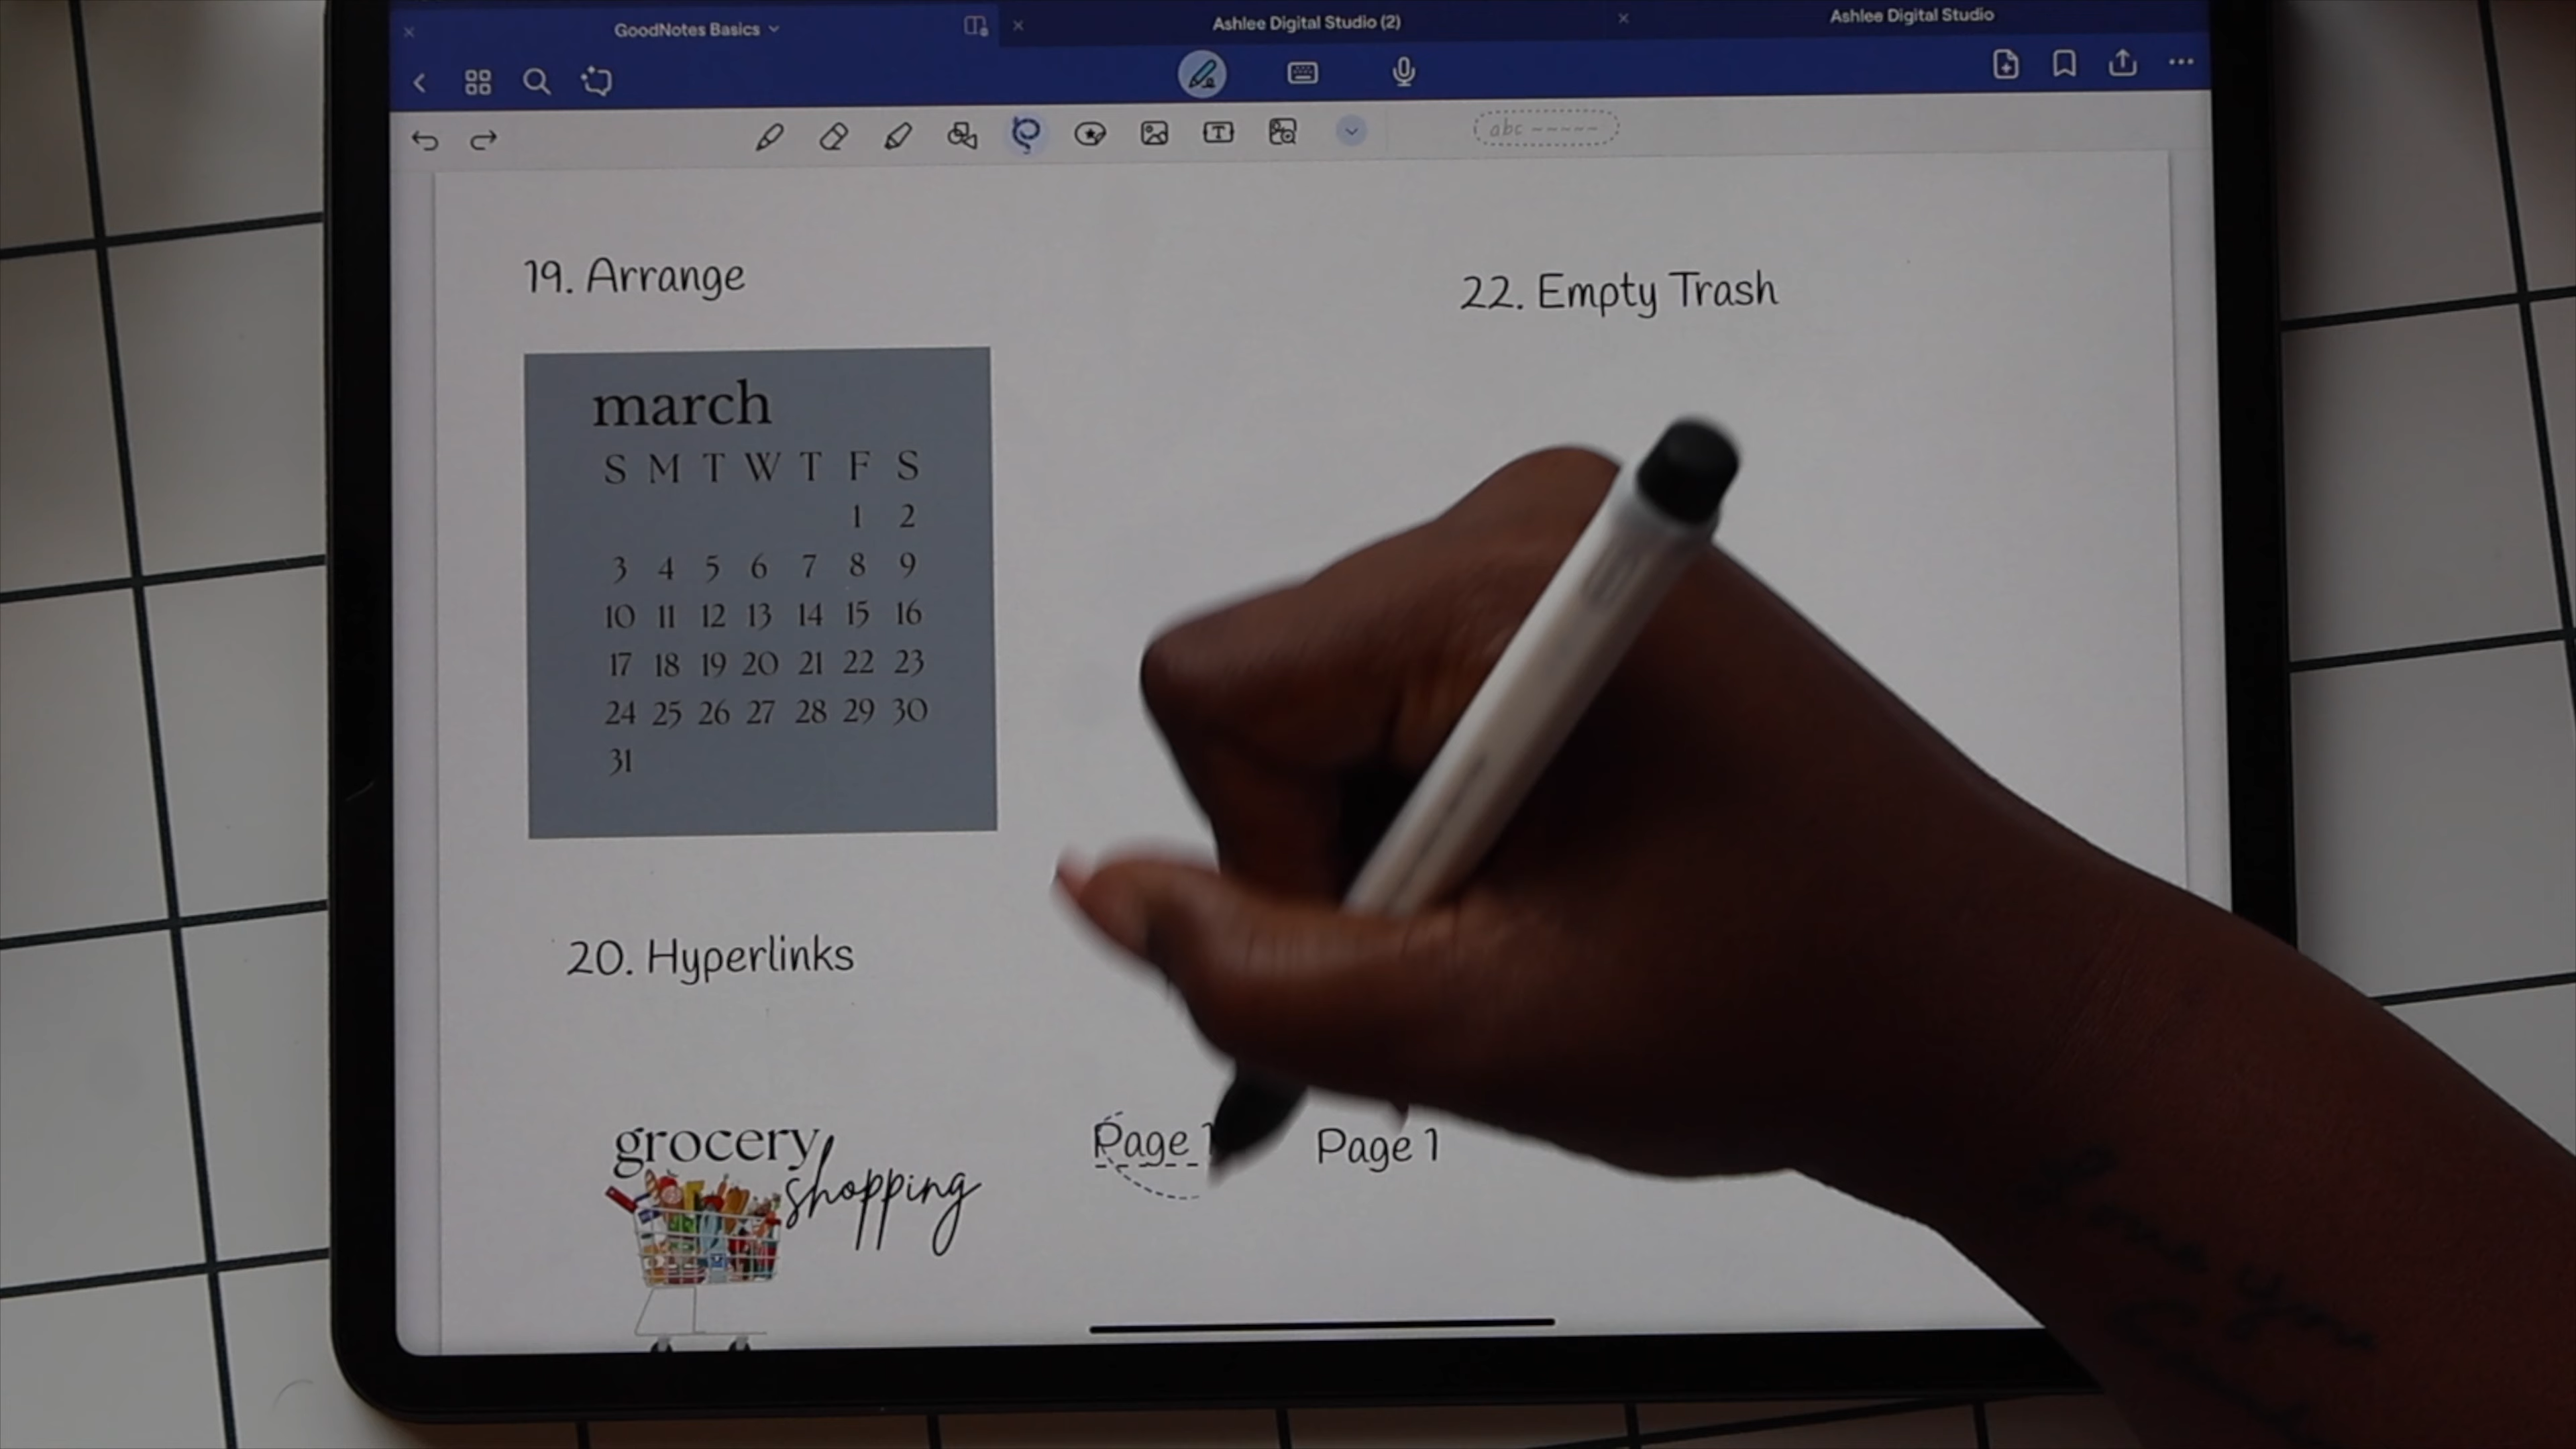 GoodNotes Basics
Ashlee Digital Studio (2)
Ashlee Digital Studio
abc
19. Arrange
22. Empty Trash
march
S M T W T F S
1 2
3 4 5 6 7 8 9
10 11 12 13 14 15 16
17 18 19 20 21 22 23
24 25 26 27 28 29 30
31
20. Hyperlinks
grocery
shopping
Page 1
Page 1